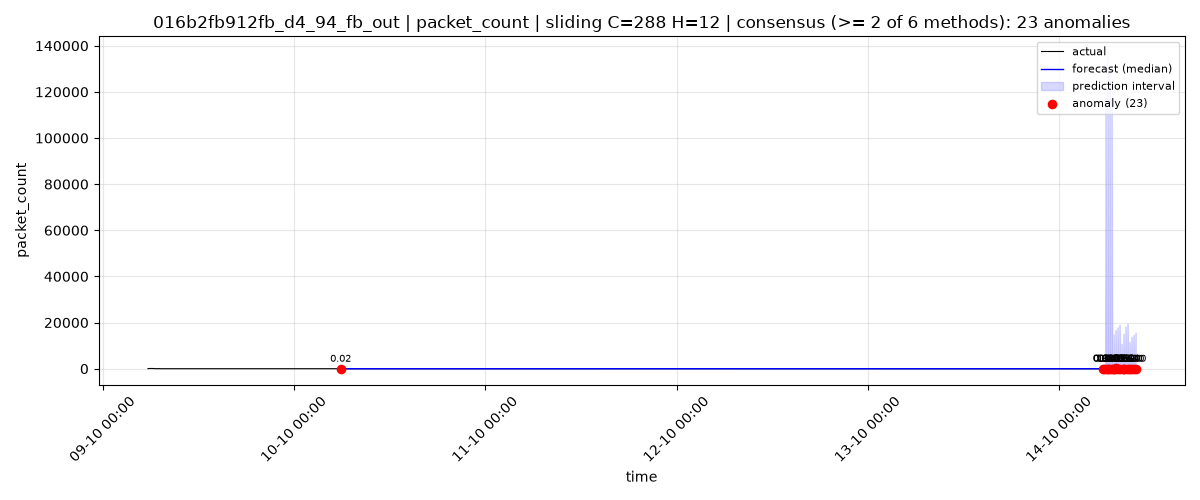 016b2fb912fb_d4_94_fb_out | packet_count | sliding C=288 H=12 | consensus (>= 2 of 6 methods): 23 anomalies
actual
forecast (median)
prediction interval
anomaly (23)
packet_count
140000
120000
100000
80000
60000
40000
20000
0
0.02
09-10 00:00
10-10 00:00
11-10 00:00
12-10 00:00
13-10 00:00
14-10 00:00
time